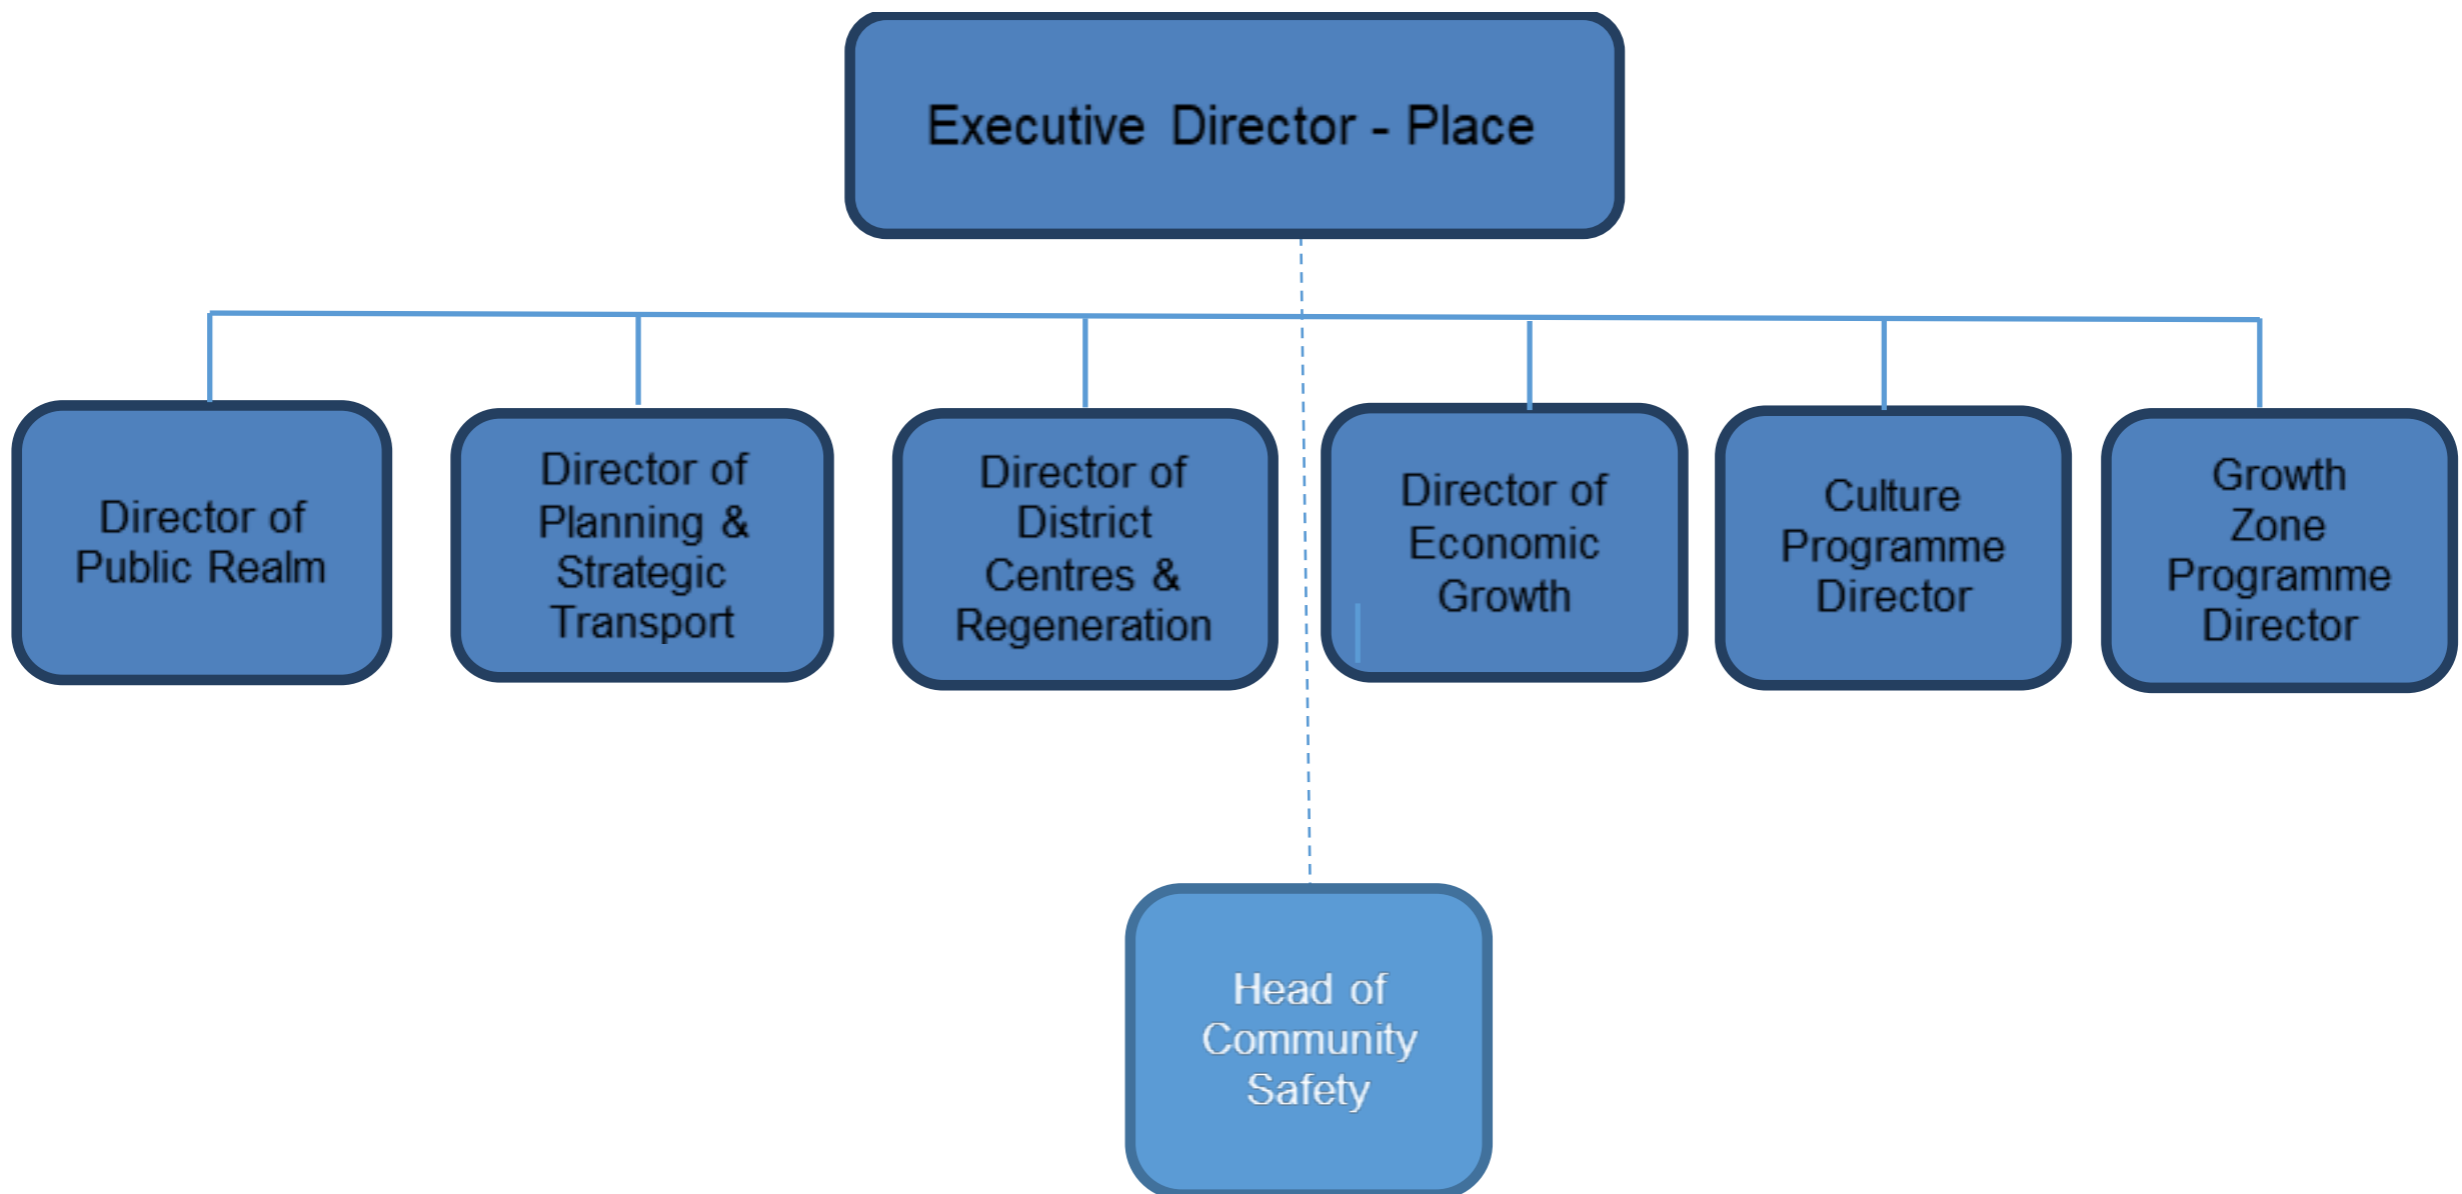 Executive Director - Place
Director of
Public Realm
Director of
Planning &
Strategic
Transport
Director of
District
Centres &
Regeneration
Director of
Economic
Growth
Culture
Programme
Director
Growth
Zone
Programme
Director
Head of
Community
Safety